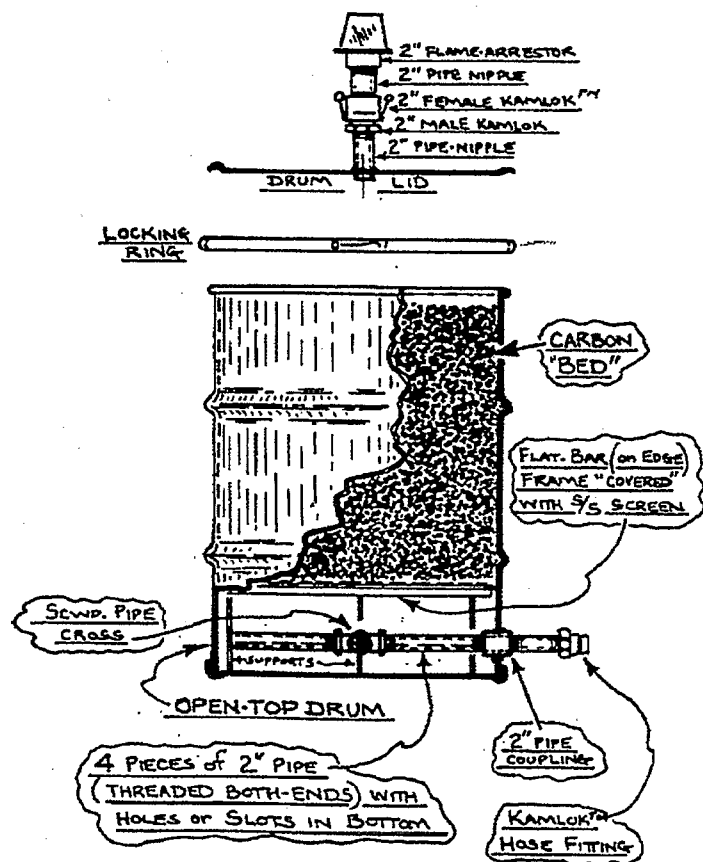 2" FLAME-ARRESTOR
2" PIPE NIPPLE
2" FEMALE KAMLOK™
2" MALE KAMLOK
2" PIPE-NIPPLE
DRUM LID
LOCKING
RING
CARBON
"BED"
FLAT-BAR (ON EDGE)
FRAME "COVERED"
WITH S/S SCREEN
SCWD. PIPE
CROSS
SUPPORTS
OPEN-TOP DRUM
2" PIPE
COUPLING
4 PIECES of 2" PIPE
(THREADED BOTH-ENDS) WITH
HOLES OR SLOTS IN BOTTOM
KAMLOK™
HOSE FITTING